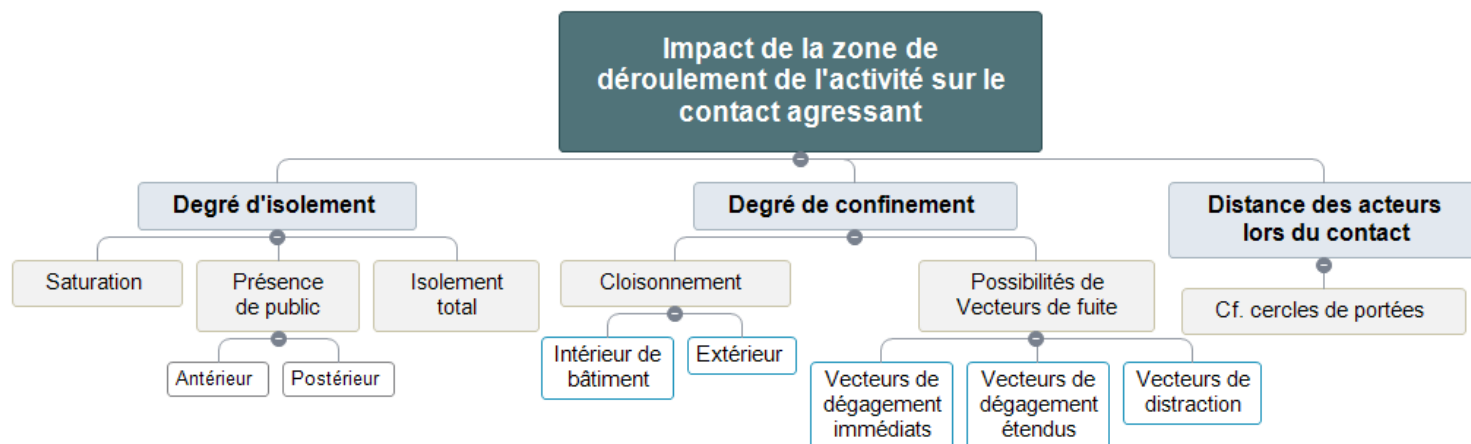 Impact de la zone de
déroulement de l'activité sur le
contact agressant
Degré d'isolement
Degré de confinement
Distance des acteurs
lors du contact
Saturation
Présence
de public
Isolement
total
Cloisonnement
Possibilités de
Vecteurs de fuite
Cf. cercles de portées
Antérieur
Postérieur
Intérieur de
bâtiment
Extérieur
Vecteurs de
dégagement
immédiats
Vecteurs de
dégagement
étendus
Vecteurs de
distraction